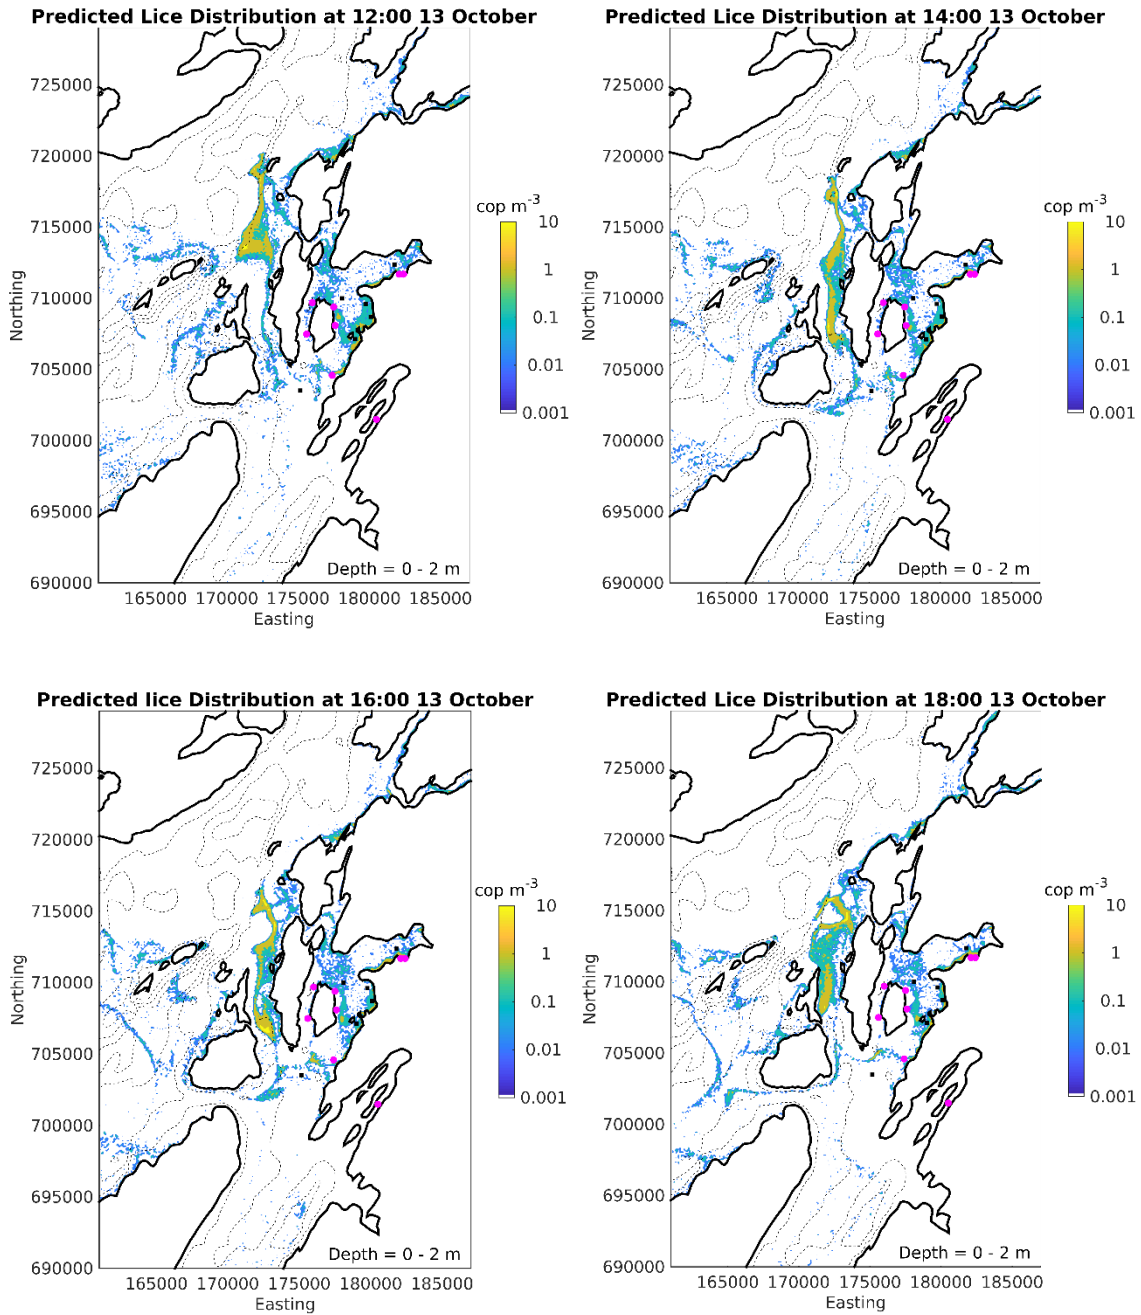 Predicted Lice Distribution at 12:00 13 October
725000
720000
715000
710000
705000
700000
695000
690000
Northing
165000 170000 175000 180000 185000
Easting
Depth = 0 - 2 m
cop m-3
10
1
0.1
0.01
0.001
Predicted Lice Distribution at 14:00 13 October
725000
720000
715000
710000
705000
700000
695000
690000
Northing
165000 170000 175000 180000 185000
Easting
Depth = 0 - 2 m
cop m-3
10
1
0.1
0.01
0.001
Predicted lice Distribution at 16:00 13 October
725000
720000
715000
710000
705000
700000
695000
690000
Northing
165000 170000 175000 180000 185000
Easting
Depth = 0 - 2 m
cop m-3
10
1
0.1
0.01
0.001
Predicted Lice Distribution at 18:00 13 October
725000
720000
715000
710000
705000
700000
695000
690000
Northing
165000 170000 175000 180000 185000
Easting
Depth = 0 - 2 m
cop m-3
10
1
0.1
0.01
0.001